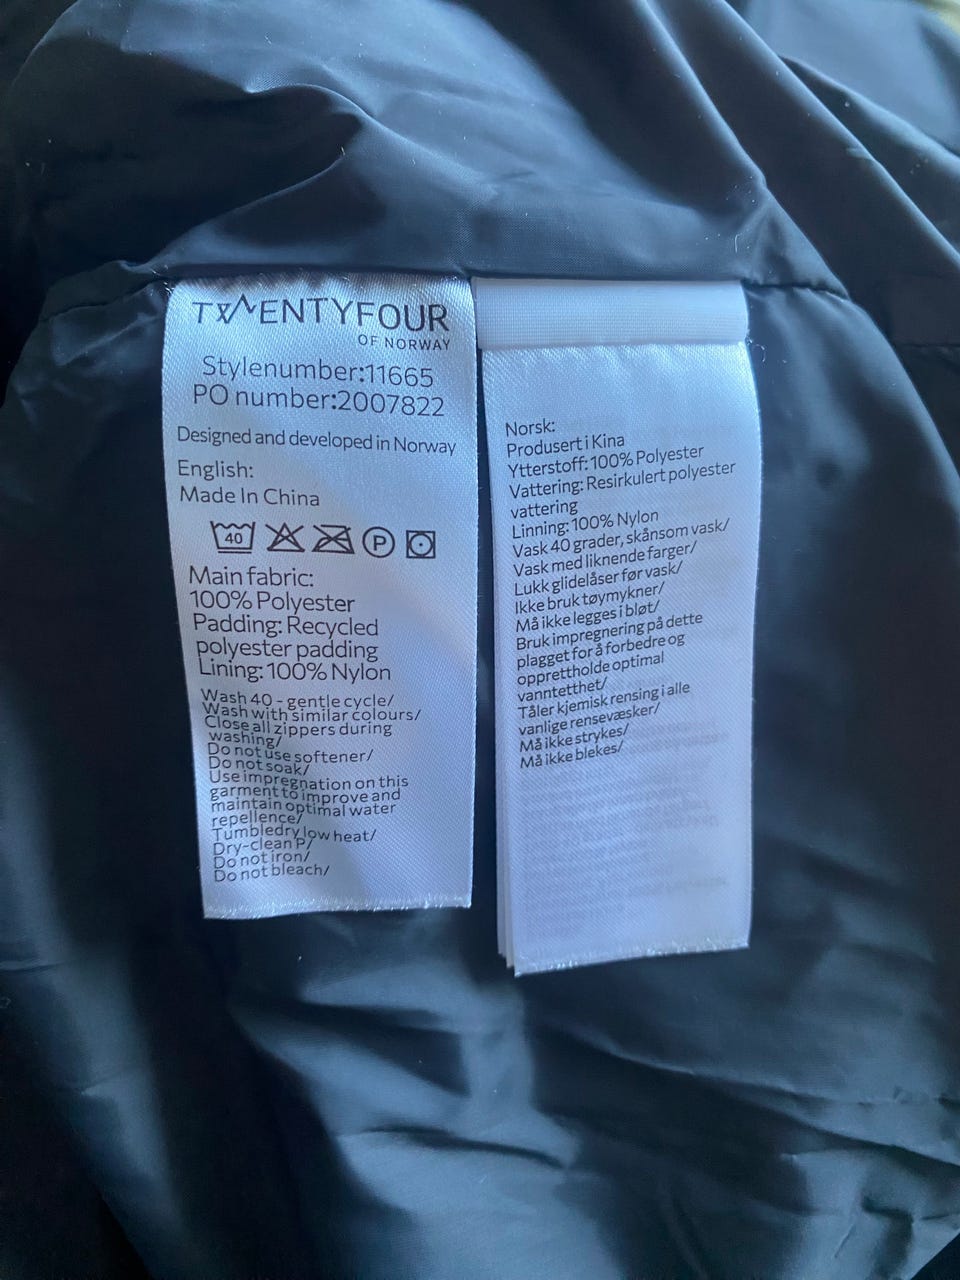 TWENTYFOUR
OF NORWAY
Stylenumber:11665
PO number:2007822
Designed and developed in Norway
English:
Made In China
40
P
Main fabric:
100% Polyester
Padding: Recycled
polyester padding
Lining: 100% Nylon
Wash 40 - gentle cycle/
Wash with similar colours/
Close all zippers during
washing/
Do not use softener/
Do not soak/
Use impregnation on this
garment to improve and
maintain optimal water
repellence/
Tumbledry low heat/
Dry-clean P/
Do not iron/
Do not bleach/
Norsk:
Produsert i Kina
Ytterstoff: 100% Polyester
Vattering: Resirkulert polyester
vattering
Linning: 100% Nylon
Vask 40 grader, skånsom vask/
Vask med liknende farger/
Lukk glidelåser før vask/
Ikke bruk tøymykner/
Må ikke legges i bløt/
Bruk impregnering på dette
plagget for å forbedre og
opprettholde optimal
vanntetthet/
Tåler kjemisk rensing i alle
vanlige rensevæsker/
Må ikke strykes/
Må ikke blekes/